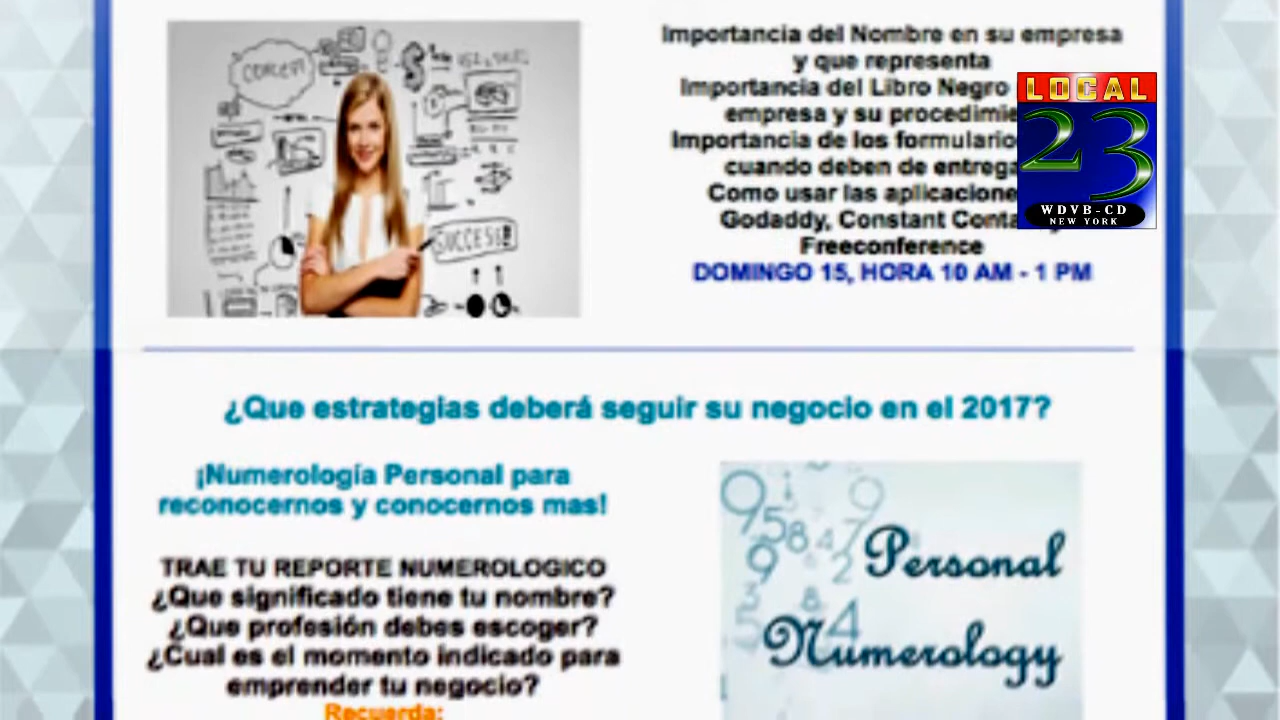 CONCEPT
SUCCESS!
Importancia del Nombre en su empresa
y que representa
Importancia del Libro Negro
empresa y su procedimie
Importancia de los formulario
cuando deben de entrega
Como usar las aplicacione
Godaddy, Constant Conta
Freeconference
DOMINGO 15, HORA 10 AM - 1 PM
LOCAL
23
WDVB-CD
NEW YORK
¿Que estrategias deberá seguir su negocio en el 2017?
¡Numerología Personal para
reconocernos y conocernos mas!
TRAE TU REPORTE NUMEROLOGICO
¿Que significado tiene tu nombre?
¿Que profesión debes escoger?
¿Cual es el momento indicado para
emprender tu negocio?
Recuerda:
Personal
Numerology